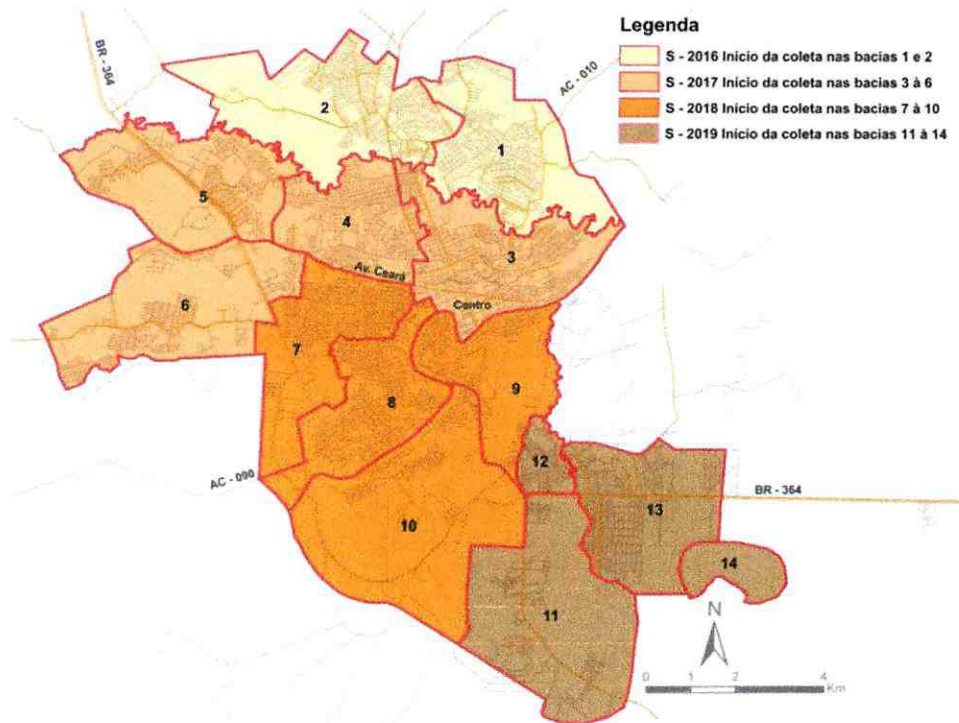 Legenda
S - 2016 Início da coleta nas bacias 1 e 2
S - 2017 Início da coleta nas bacias 3 à 6
S - 2018 Início da coleta nas bacias 7 à 10
S - 2019 Início da coleta nas bacias 11 à 14
BR - 364
AC - 010
2
1
5
4
3
Av. Ceará
Centro
6
7
8
9
12
AC - 090
BR - 364
10
13
14
11
N
0 1 2 4
Km